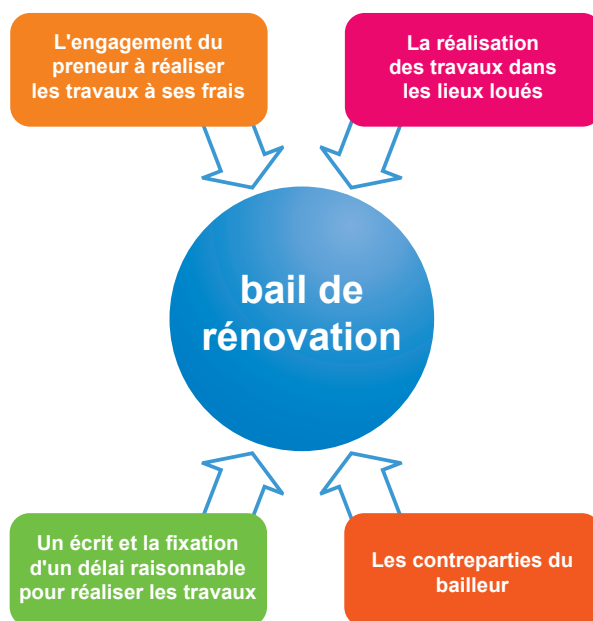 L'engagement du
preneur à réaliser
les travaux à ses frais
La réalisation
des travaux dans
les lieux loués
bail de
rénovation
Un écrit et la fixation
d'un délai raisonnable
pour réaliser les travaux
Les contreparties du
bailleur